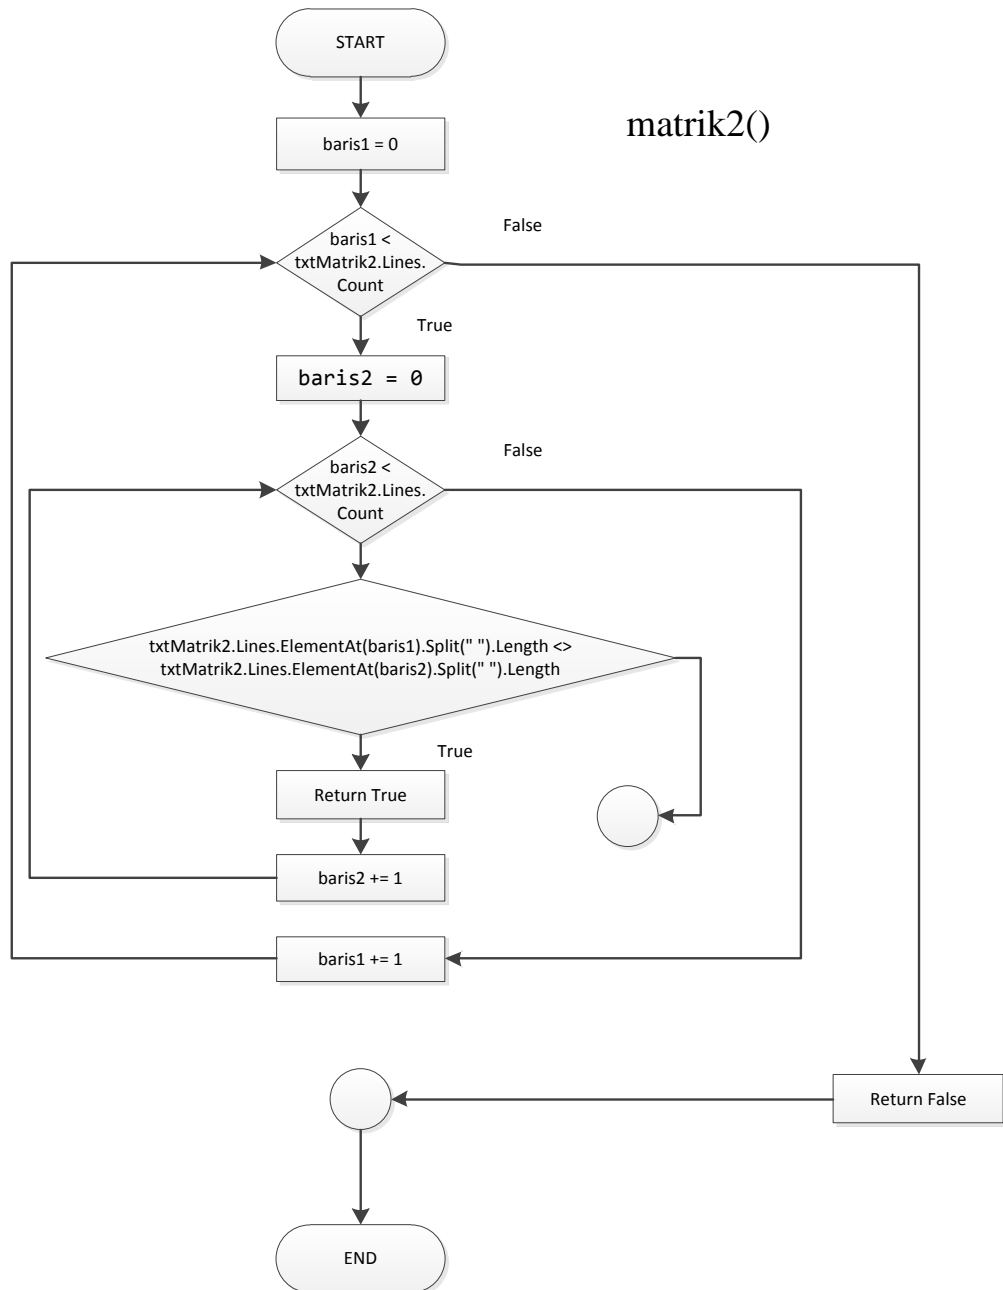 START
matrik2()
baris1 = 0
False
baris1 <
txtMatrik2.Lines.
Count
True
baris2 = 0
False
baris2 <
txtMatrik2.Lines.
Count
txtMatrik2.Lines.ElementAt(baris1).Split(" ").Length <>
txtMatrik2.Lines.ElementAt(baris2).Split(" ").Length
True
Return True
baris2 += 1
baris1 += 1
Return False
END